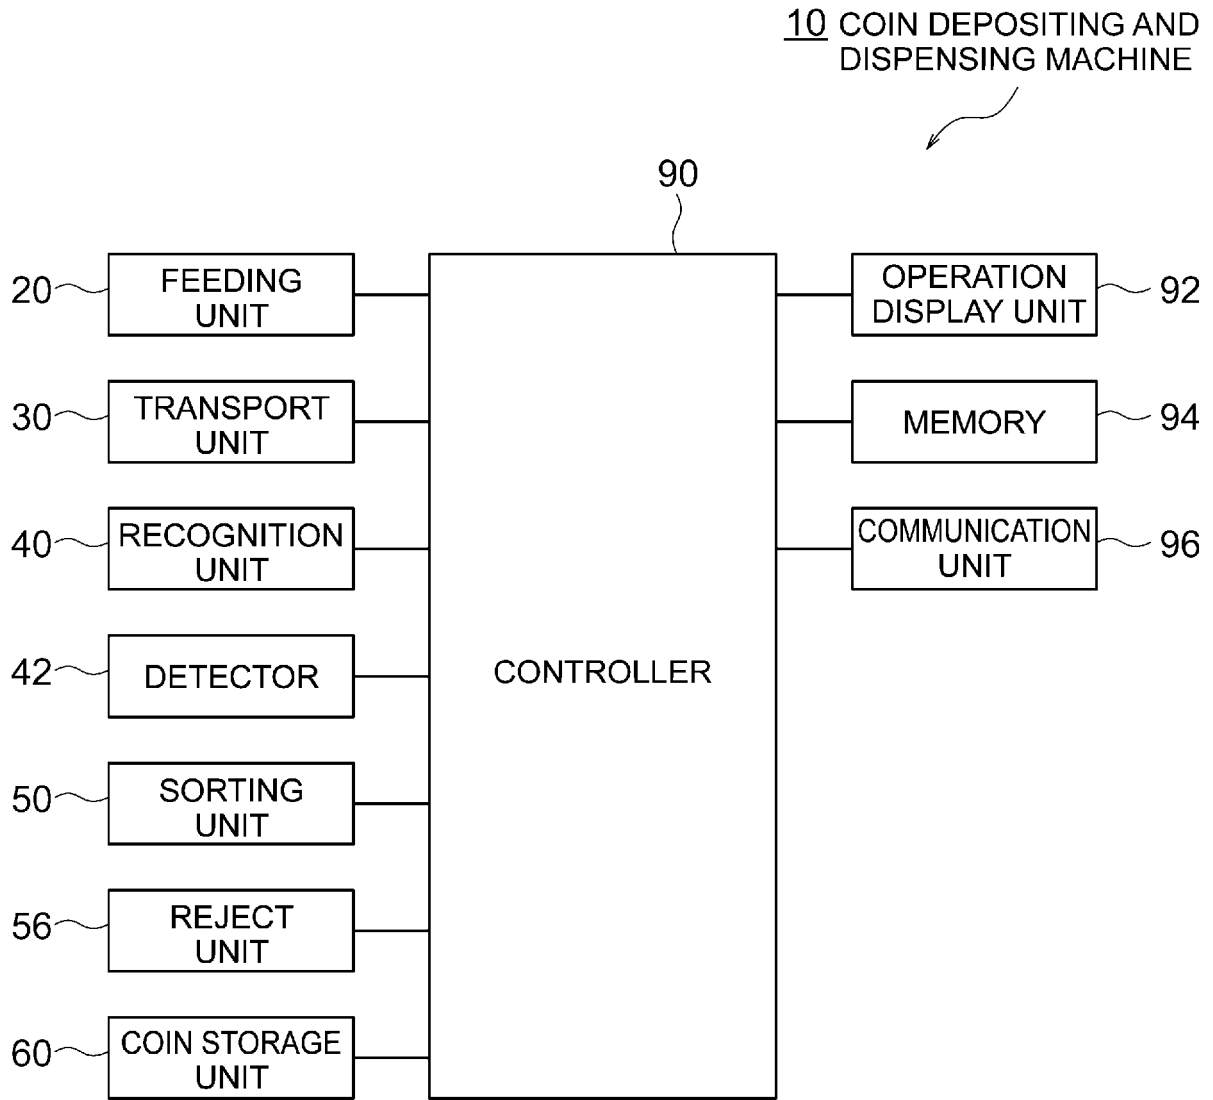 10 COIN DEPOSITING AND
DISPENSING MACHINE
90
20
FEEDING
UNIT
30
TRANSPORT
UNIT
40
RECOGNITION
UNIT
42
DETECTOR
50
SORTING
UNIT
56
REJECT
UNIT
60
COIN STORAGE
UNIT
CONTROLLER
OPERATION
DISPLAY UNIT
92
MEMORY
94
COMMUNICATION
UNIT
96